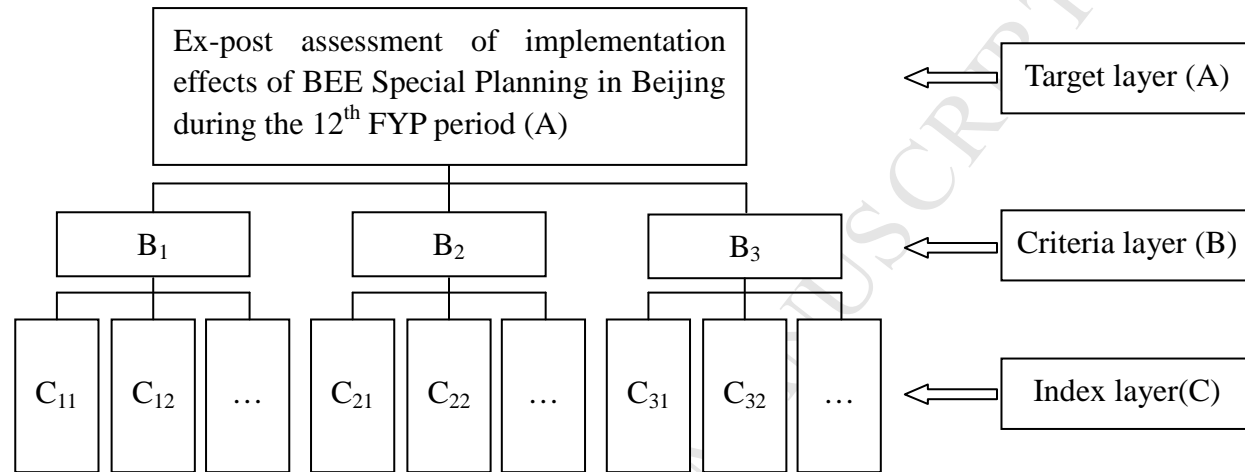 Ex-post assessment of implementation
effects of BEE Special Planning in Beijing
during the 12th FYP period (A)
Target layer (A)
B1
B2
B3
Criteria layer (B)
C11
C12
…
C21
C22
…
C31
C32
…
Index layer(C)
NUSCRIPT